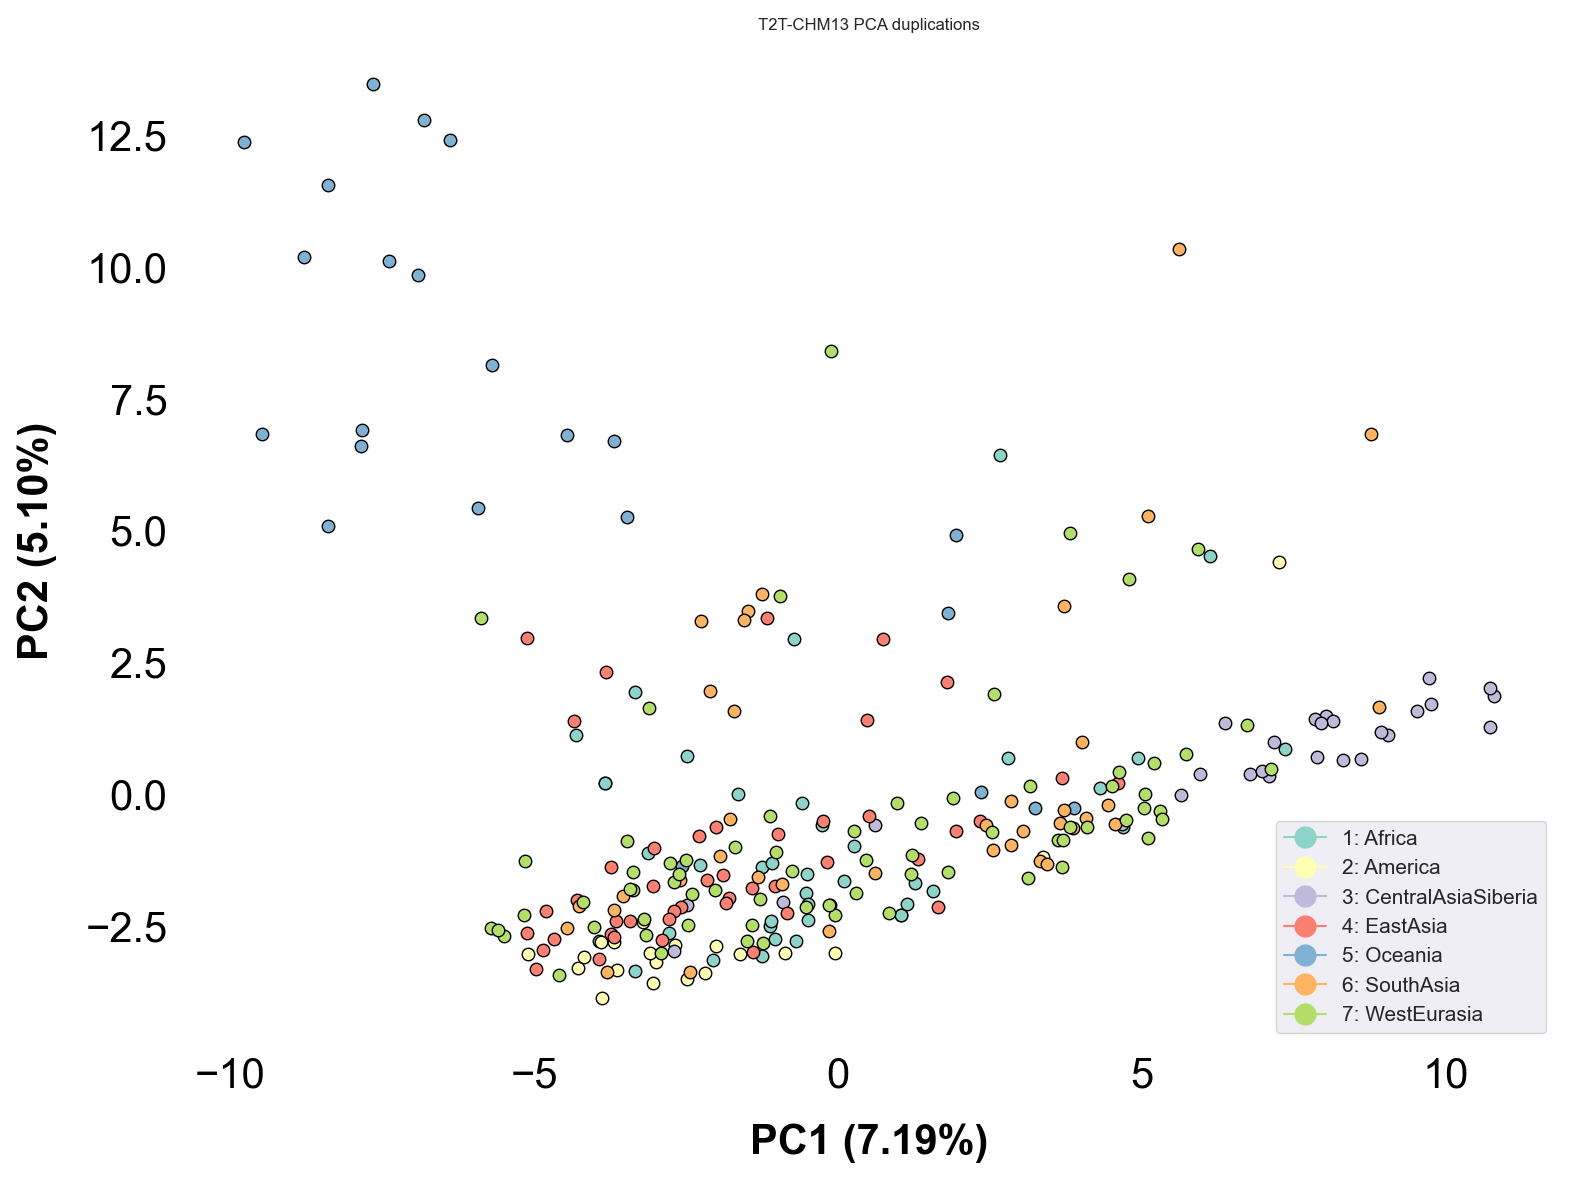 T2T-CHM13 PCA duplications
12.5
10.0
7.5
5.0
2.5
0.0
−2.5
PC2 (5.10%)
−10
−5
0
5
10
PC1 (7.19%)
1: Africa
2: America
3: CentralAsiaSiberia
4: EastAsia
5: Oceania
6: SouthAsia
7: WestEurasia